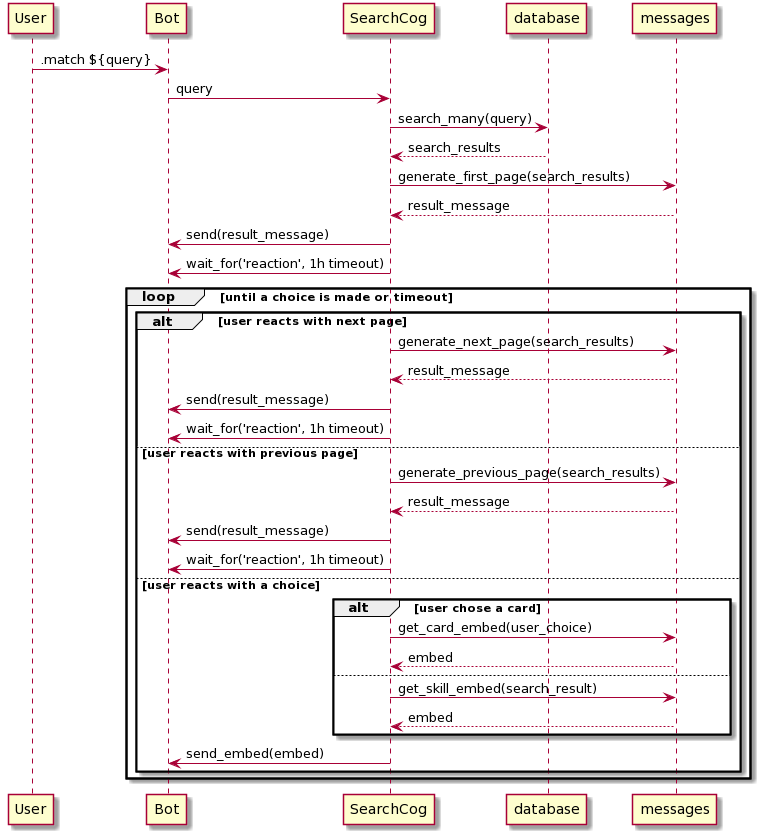 User Bot SearchCog database messages
.match ${query}
query
search_many(query)
search_results
generate_first_page(search_results)
result_message
send(result_message)
wait_for('reaction', 1h timeout)
loop [until a choice is made or timeout]
alt [user reacts with next page]
generate_next_page(search_results)
result_message
send(result_message)
wait_for('reaction', 1h timeout)
[user reacts with previous page]
generate_previous_page(search_results)
result_message
send(result_message)
wait_for('reaction', 1h timeout)
[user reacts with a choice]
alt [user chose a card]
get_card_embed(user_choice)
embed
get_skill_embed(search_result)
embed
send_embed(embed)
User Bot SearchCog database messages